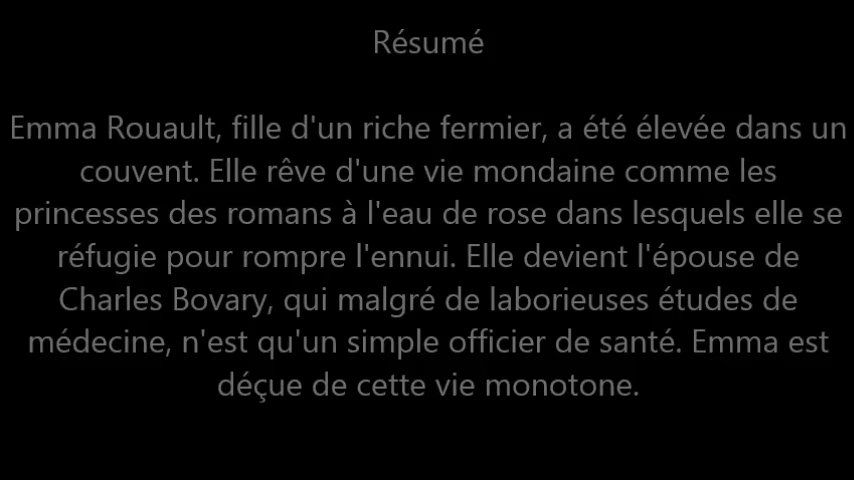 Résumé
Emma Rouault, fille d'un riche fermier, a été élevée dans un
couvent. Elle rêve d'une vie mondaine comme les
princesses des romans à l'eau de rose dans lesquels elle se
réfugie pour rompre l'ennui. Elle devient l'épouse de
Charles Bovary, qui malgré de laborieuses études de
médecine, n'est qu'un simple officier de santé. Emma est
déçue de cette vie monotone.